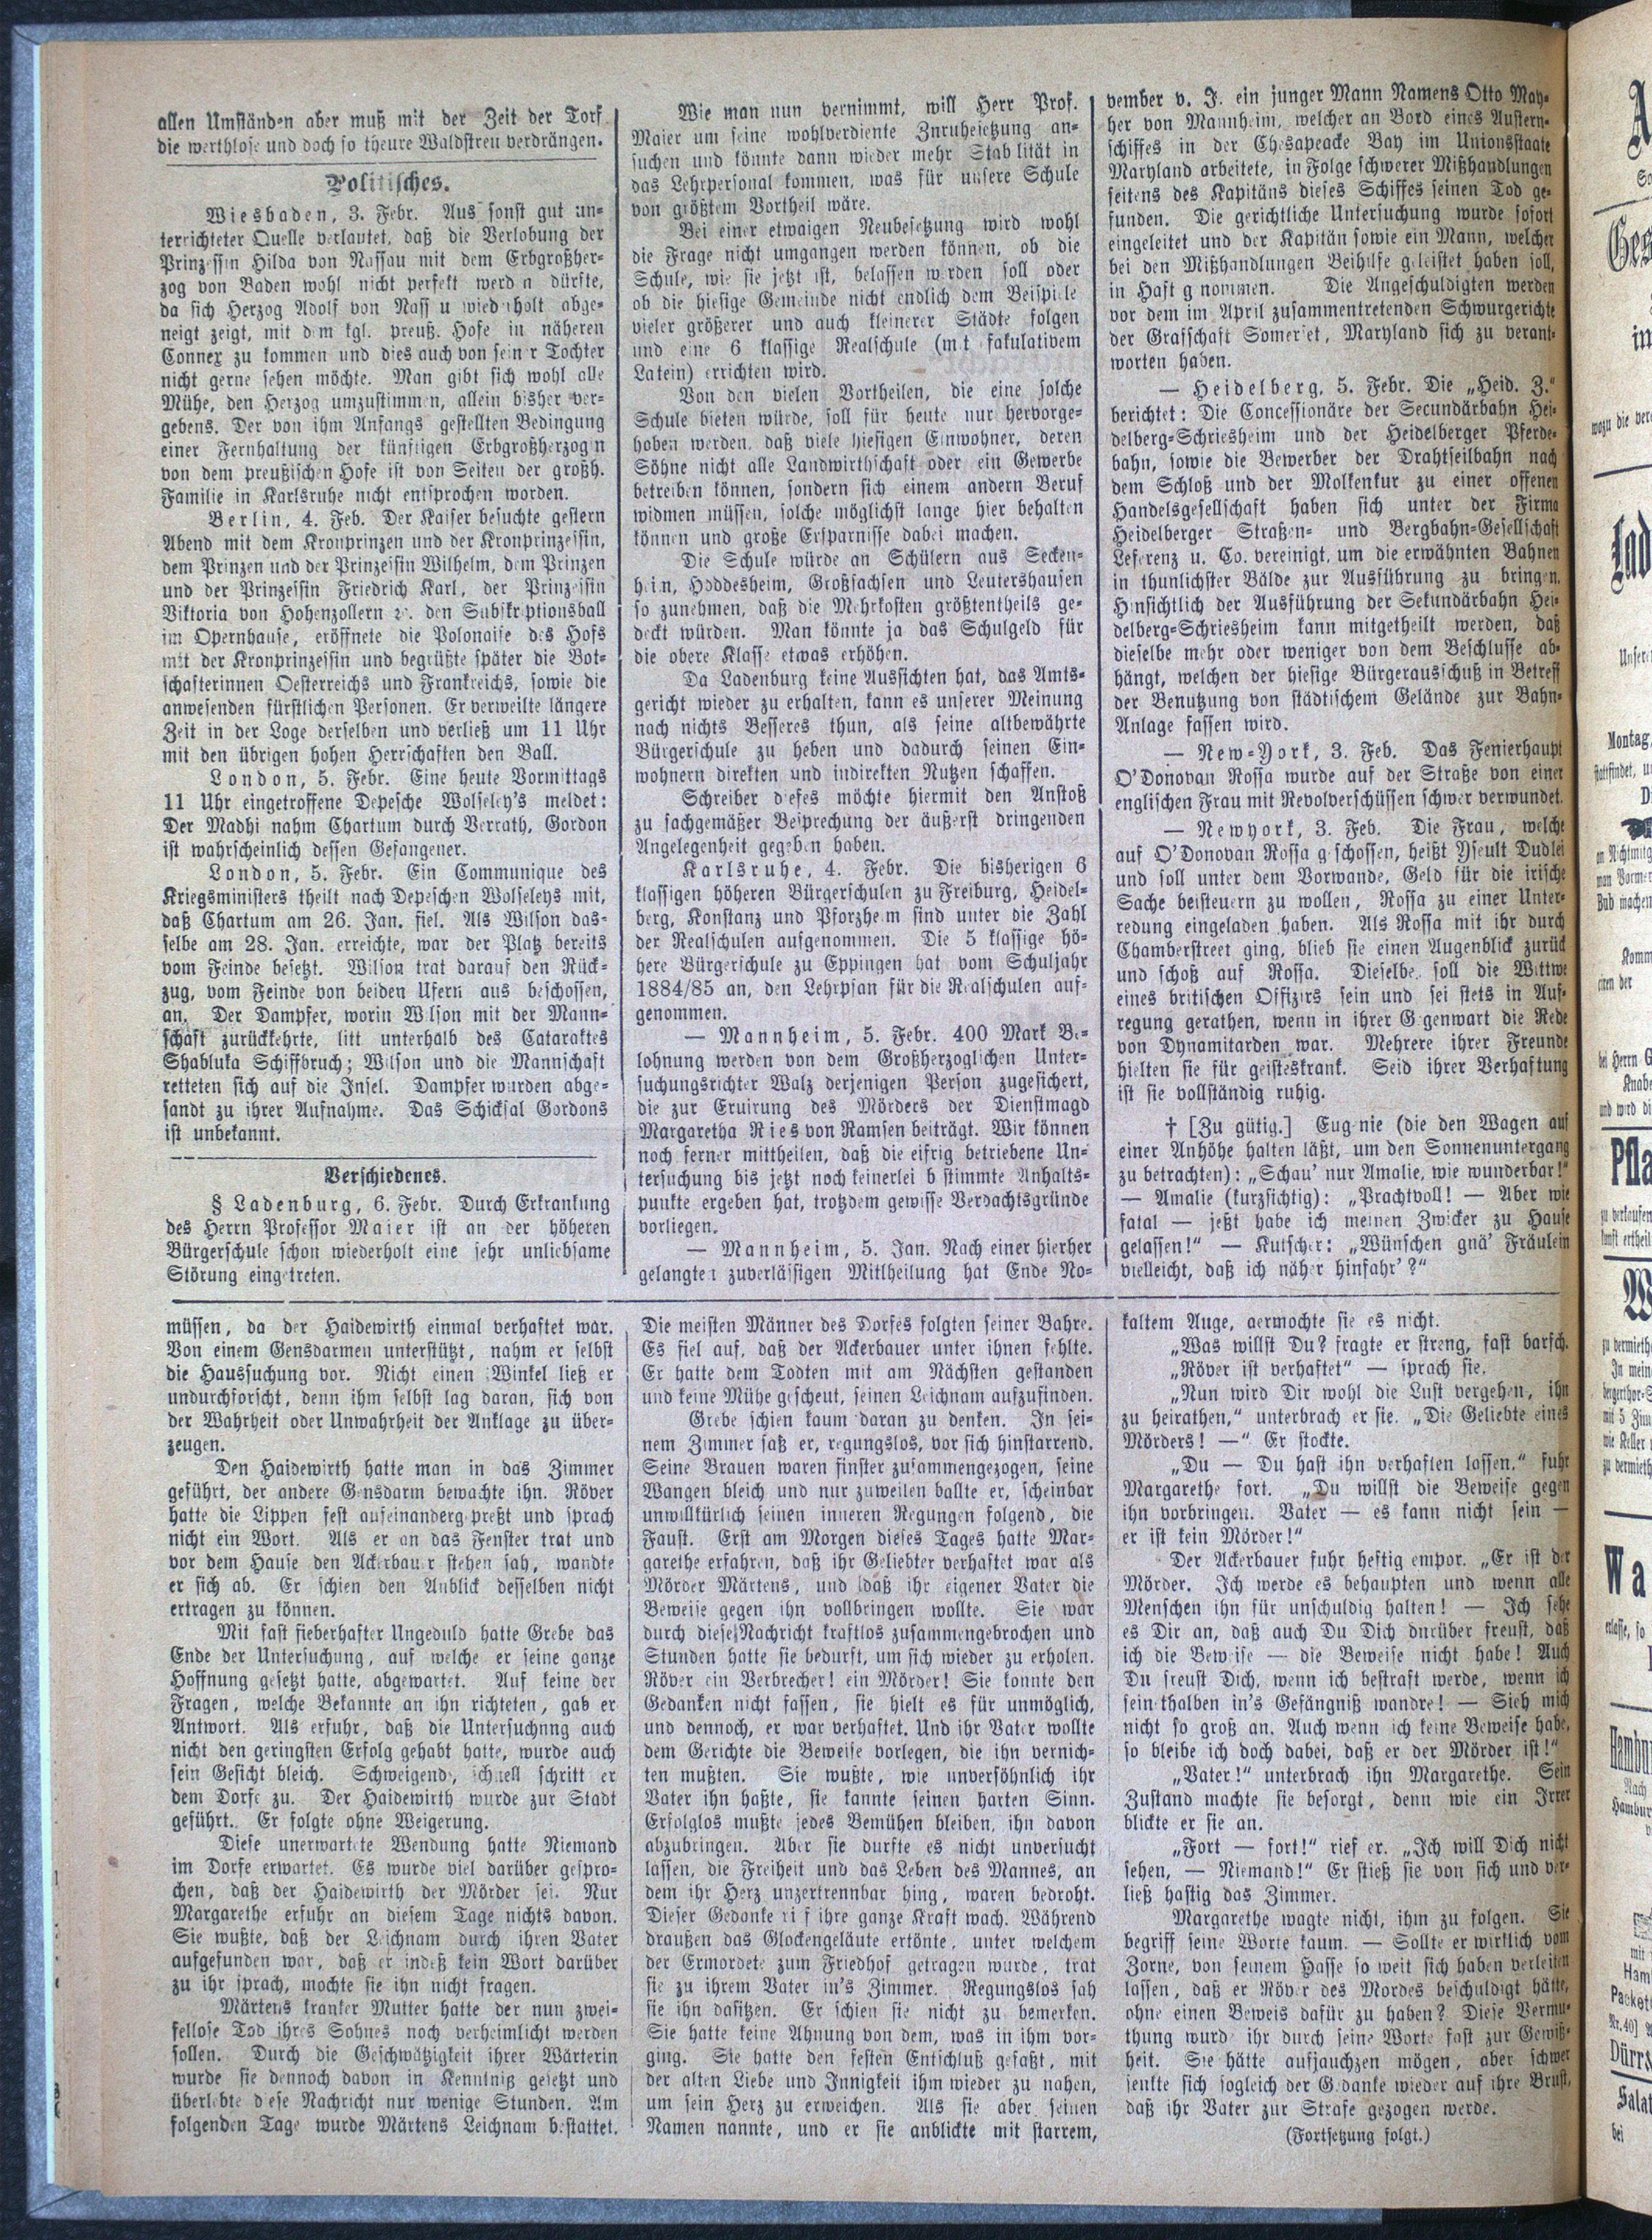 allen Umständen aber muß mit der Zeit der Torf
die werthlose und doch so theure Waldstreu verdrängen.
Politisches.
Wiesbaden, 3. Febr. Aus sonst gut un-
terrichteter Quelle verlautet, daß die Verlobung der
Prinzessin Hilda von Nassau mit dem Erbgroßher-
zog von Baden wohl nicht perfekt werd n dürfte,
da sich Herzog Adolf von Nass u wied rholt abge-
neigt zeigt, mit dem kgl. preuß. Hofe in näheren
Connex zu kommen und dies auch von sein r Tochter
nicht gerne sehen möchte. Man gibt sich wohl alle
Mühe, den Herzog umzustimmen, allein bisher ver-
gebens. Der von ihm Anfangs gestellten Bedingung
einer Fernhaltung der künftigen Erbgroßherzog n
von dem preußischen Hofe ist von Seiten der großh.
Familie in Karlsruhe nicht entsprochen worden.
Berlin, 4. Feb. Der Kaiser besuchte gestern
Abend mit dem Kronprinzen und der Kronprinzessin,
dem Prinzen und der Prinzessin Wilhelm, dem Prinzen
und der Prinzessin Friedrich Karl, der Prinzessin
Viktoria von Hohenzollern ꝛc. den Subskriptionsball
im Opernhause, eröffnete die Polonaise des Hofs
mit der Kronprinzessin und begrüßte später die Bot-
schafterinnen Oesterreichs und Frankreichs, sowie die
anwesenden fürstlichen Personen. Er verweilte längere
Zeit in der Loge derselben und verließ um 11 Uhr
mit den übrigen hohen Herrschaften den Ball.
London, 5. Febr. Eine heute Vormittags
11 Uhr eingetroffene Depesche Wolseley's meldet:
Der Madhi nahm Chartum durch Verrath, Gordon
ist wahrscheinlich dessen Gefangener.
London, 5. Febr. Ein Communique des
Kriegsministers theilt nach Depeschen Wolseleys mit,
daß Chartum am 26. Jan. fiel. Als Wilson das-
selbe am 28. Jan. erreichte, war der Platz bereits
vom Feinde besetzt. Wilson trat darauf den Rück-
zug, vom Feinde von beiden Ufern aus beschossen,
an. Der Dampfer, worin Wilson mit der Mann-
schaft zurückkehrte, litt unterhalb des Cataraktes
Shabluka Schiffbruch; Wilson und die Mannschaft
retteten sich auf die Insel. Dampfer wurden abge-
sandt zu ihrer Aufnahme. Das Schicksal Gordons
ist unbekannt.
Verschiedenes.
§ Ladenburg, 6. Febr. Durch Erkrankung
des Herrn Professor Maier ist an der höheren
Bürgerschule schon wiederholt eine sehr unliebsame
Störung eingetreten.
Wie man nun vernimmt, will Herr Prof.
Maier um seine wohlverdiente Znruhesetzung an-
suchen und könnte dann wieder mehr Stabilität in
das Lehrpersonal kommen, was für unsere Schule
von größtem Vortheil wäre.
Bei einer etwaigen Neubesetzung wird wohl
die Frage nicht umgangen werden können, ob die
Schule, wie sie jetzt ist, belassen werden soll oder
ob die hiesige Gemeinde nicht endlich dem Beispiele
vieler größerer und auch kleinerer Städte folgen
und eine 6 klassige Realschule (mit fakulativem
Latein) errichten wird.
Von den vielen Vortheilen, die eine solche
Schule bieten würde, soll für heute nur hervorge-
hoben werden, daß viele hiesigen Einwohner, deren
Söhne nicht alle Landwirthschaft oder ein Gewerbe
betreiben können, sondern sich einem andern Beruf
widmen müssen, solche möglichst lange hier behalten
können und große Ersparnisse dabei machen.
Die Schule würde an Schülern aus Secken-
heim, Heddesheim, Großsachsen und Leutershausen
so zunehmen, daß die Mehrkosten größtentheils ge-
deckt würden. Man könnte ja das Schulgeld für
die obere Klasse etwas erhöhen.
Da Ladenburg keine Aussichten hat, das Amts-
gericht wieder zu erhalten, kann es unserer Meinung
nach nichts Besseres thun, als seine altbewährte
Bürgerschule zu heben und dadurch seinen Ein-
wohnern direkten und indirekten Nutzen schaffen.
Schreiber dieses möchte hiermit den Anstoß
zu sachgemäßer Besprechung der äußerst dringenden
Angelegenheit gegeben haben.
Karlsruhe, 4. Febr. Die bisherigen 6
klassigen höheren Bürgerschulen zu Freiburg, Heidel-
berg, Konstanz und Pforzheim sind unter die Zahl
der Realschulen aufgenommen. Die 5 klassige hö-
here Bürgerschule zu Eppingen hat vom Schuljahr
1884/85 an, den Lehrplan für die Realschulen auf-
genommen.
— Mannheim, 5. Febr. 400 Mark Be-
lohnung werden von dem Großherzoglichen Unter-
suchungsrichter Walz derjenigen Person zugesichert,
die zur Eruirung des Mörders der Dienstmagd
Margaretha Ries von Ramsen beiträgt. Wir können
noch ferner mittheilen, daß die eifrig betriebene Un-
tersuchung bis jetzt noch keinerlei b stimmte Anhalts-
punkte ergeben hat, trotzdem gewisse Verdachtsgründe
vorliegen.
— Mannheim, 5. Jan. Nach einer hierher
gelangten zuverlässigen Mittheilung hat Ende No-
vember v. J. ein junger Mann Namens Otto May-
her von Mannheim, welcher an Bord eines Austern-
schiffes in der Chesapeacke Bay im Unionsstaate
Maryland arbeitete, in Folge schwerer Mißhandlungen
seitens des Kapitäns dieses Schiffes seinen Tod ge-
funden. Die gerichtliche Untersuchung wurde sofort
eingeleitet und der Kapitän sowie ein Mann, welcher
bei den Mißhandlungen Beihilfe geleistet haben soll,
in Haft g nommen. Die Angeschuldigten werden
vor dem im April zusammentretenden Schwurgerichte
der Grafschaft Somerset, Maryland sich zu verant-
worten haben.
— Heidelberg, 5. Febr. Die „Heid. Z.“
berichtet: Die Concessionäre der Secundärbahn Hei-
delberg-Schriesheim und der Heidelberger Pferde-
bahn, sowie die Bewerber der Drahtseilbahn nach
dem Schloß und der Molkenkur zu einer offenen
Handelsgesellschaft haben sich unter der Firma
Heidelberger Straßen- und Bergbahn-Gesellschaft
Leferenz u. Co. vereinigt, um die erwähnten Bahnen
in thunlichster Bälde zur Ausführung zu bringen.
Hinsichtlich der Ausführung der Sekundärbahn Hei-
delberg-Schriesheim kann mitgetheilt werden, daß
dieselbe mehr oder weniger von dem Beschlusse ab-
hängt, welchen der hiesige Bürgerausschuß in Betreff
der Benutzung von städtischem Gelände zur Bahn-
Anlage fassen wird.
— New-York, 3. Feb. Das Fenierhaupt
O'Donovan Rossa wurde auf der Straße von einer
englischen Frau mit Revolverschüssen schwer verwundet.
— Newyork, 3. Feb. Die Frau, welche
auf O'Donovan Rossa geschossen, heißt Yseult Dudlei
und soll unter dem Vorwande, Geld für die irische
Sache beisteuern zu wollen, Rossa zu einer Unter-
redung eingeladen haben. Als Rossa mit ihr durch
Chamberstreet ging, blieb sie einen Augenblick zurück
und schoß auf Rossa. Dieselbe soll die Wittwe
eines britischen Offizirs sein und sei stets in Auf-
regung gerathen, wenn in ihrer G genwart die Rede
von Dynamitarden war. Mehrere ihrer Freunde
hielten sie für geisteskrank. Seid ihrer Verhaftung
ist sie vollständig ruhig.
† [Zu gütig.] Eug nie (die den Wagen auf
einer Anhöhe halten läßt, um den Sonnenuntergang
zu betrachten): „Schau' nur Amalie, wie wunderbar!“
— Amalie (kurzsichtig): „Prachtvoll! — Aber wie
fatal — jetzt habe ich meinen Zwicker zu Hause
gelassen!“ — Kutscher: „Wünschen gnä' Fräulein
vielleicht, daß ich näher hinfahr'?“
müssen, da der Haidewirth einmal verhaftet war.
Von einem Gensdarmen unterstützt, nahm er selbst
die Haussuchung vor. Nicht einen Winkel ließ er
undurchforscht, denn ihm selbst lag daran, sich von
der Wahrheit oder Unwahrheit der Anklage zu über-
zeugen.
Den Haidewirth hatte man in das Zimmer
geführt, der andere Gensdarm bewachte ihn. Röver
hatte die Lippen fest aufeinandergepreßt und sprach
nicht ein Wort. Als er an das Fenster trat und
vor dem Hause den Ackerbauer stehen sah, wandte
er sich ab. Er schien den Anblick desselben nicht
ertragen zu können.
Mit fast fieberhafter Ungeduld hatte Grebe das
Ende der Untersuchung, auf welche er seine ganze
Hoffnung gesetzt hatte, abgewartet. Auf keine der
Fragen, welche Bekannte an ihn richteten, gab er
Antwort. Als erfuhr, daß die Untersuchnng auch
nicht den geringsten Erfolg gehabt hatte, wurde auch
sein Gesicht bleich. Schweigend, schnell schritt er
dem Dorfe zu. Der Haidewirth wurde zur Stadt
geführt. Er folgte ohne Weigerung.
Diese unerwartete Wendung hatte Niemand
im Dorfe erwartet. Es wurde viel darüber gespro-
chen, daß der Haidewirth der Mörder sei. Nur
Margarethe erfuhr an diesem Tage nichts davon.
Sie wußte, daß der Leichnam durch ihren Vater
aufgefunden war, daß er indeß kein Wort darüber
zu ihr sprach, mochte sie ihn nicht fragen.
Märtens kranker Mutter hatte der nun zwei-
fellose Tod ihres Sohnes noch verheimlicht werden
sollen. Durch die Geschwätzigkeit ihrer Wärterin
wurde sie dennoch davon in Kenntniß gesetzt und
überlebte diese Nachricht nur wenige Stunden. Am
folgenden Tage wurde Märtens Leichnam bestattet.
Die meisten Männer des Dorfes folgten seiner Bahre.
Es fiel auf, daß der Ackerbauer unter ihnen fehlte.
Er hatte dem Todten mit am Nächsten gestanden
und keine Mühe gescheut, seinen Leichnam aufzufinden.
Grebe schien kaum daran zu denken. In sei-
nem Zimmer saß er, regungslos, vor sich hinstarrend.
Seine Brauen waren finster zusammengezogen, seine
Wangen bleich und nur zuweilen ballte er, scheinbar
unwillkürlich seinen inneren Regungen folgend, die
Faust. Erst am Morgen dieses Tages hatte Mar-
garethe erfahren, daß ihr Geliebter verhaftet war als
Mörder Märtens, und daß ihr eigener Vater die
Beweise gegen ihn vollbringen wollte. Sie war
durch diese Nachricht kraftlos zusammengebrochen und
Stunden hatte sie bedurft, um sich wieder zu erholen.
Röver ein Verbrecher! ein Mörder! Sie konnte den
Gedanken nicht fassen, sie hielt es für unmöglich,
und dennoch, er war verhaftet. Und ihr Vater wollte
dem Gerichte die Beweise vorlegen, die ihn vernich-
ten mußten. Sie wußte, wie unversöhnlich ihr
Vater ihn haßte, sie kannte seinen harten Sinn.
Erfolglos mußte jedes Bemühen bleiben, ihn davon
abzubringen. Aber sie durfte es nicht unversucht
lassen, die Freiheit und das Leben des Mannes, an
dem ihr Herz unzertrennbar hing, waren bedroht.
Dieser Gedanke rief ihre ganze Kraft wach. Während
draußen das Glockengeläute ertönte, unter welchem
der Ermordete zum Friedhof getragen wurde, trat
sie zu ihrem Vater in's Zimmer. Regungslos sah
sie ihn dasitzen. Er schien sie nicht zu bemerken.
Sie hatte keine Ahnung von dem, was in ihm vor-
ging. Sie hatte den festen Entschluß gefaßt, mit
der alten Liebe und Innigkeit ihm wieder zu nahen,
um sein Herz zu erweichen. Als sie aber seinen
Namen nannte, und er sie anblickte mit starrem,
kaltem Auge, vermochte sie es nicht.
„Was willst Du? fragte er streng, fast barsch.
„Röver ist verhaftet“ — sprach sie.
„Nun wird Dir wohl die Lust vergehen, ihn
zu heirathen,“ unterbrach er sie. „Die Geliebte eines
Mörders! —“ Er stockte.
„Du — Du hast ihn verhaften lassen,“ fuhr
Margarethe fort. „Du willst die Beweise gegen
ihn vorbringen. Vater — es kann nicht sein —
er ist kein Mörder!“
Der Ackerbauer fuhr heftig empor. „Er ist der
Mörder. Ich werde es behaupten und wenn alle
Menschen ihn für unschuldig halten! — Ich sehe
es Dir an, daß auch Du Dich darüber freust, daß
ich die Beweise — die Beweise nicht habe! Auch
Du freust Dich, wenn ich bestraft werde, wenn ich
seinethalben in's Gefängniß wandre! — Sieh mich
nicht so groß an. Auch wenn ich keine Beweise habe,
so bleibe ich doch dabei, daß er der Mörder ist!“
„Vater!“ unterbrach ihn Margarethe. Sein
Zustand machte sie besorgt, denn wie ein Irrer
blickte er sie an.
„Fort — fort!“ rief er. „Ich will Dich nicht
sehen, — Niemand!“ Er stieß sie von sich und ver-
ließ hastig das Zimmer.
Margarethe wagte nicht, ihm zu folgen. Sie
begriff seine Worte kaum. — Sollte er wirklich vom
Zorne, von seinem Hasse so weit sich haben verleiten
lassen, daß er Röver des Mordes beschuldigt hätte,
ohne einen Beweis dafür zu haben? Diese Vermu-
thung wurd ihr durch seine Worte fast zur Gewiß-
heit. Sie hätte aufjauchzen mögen, aber schwer
senkte sich sogleich der Gedanke wieder auf ihre Brust,
daß ihr Vater zur Strafe gezogen werde.
(Fortsetzung folgt.)